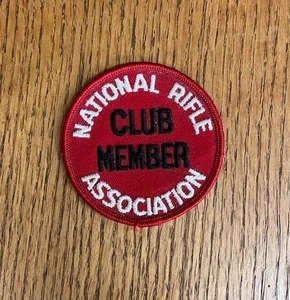 NATIONAL RIFLE
CLUB
MEMBER
ASSOCIATION